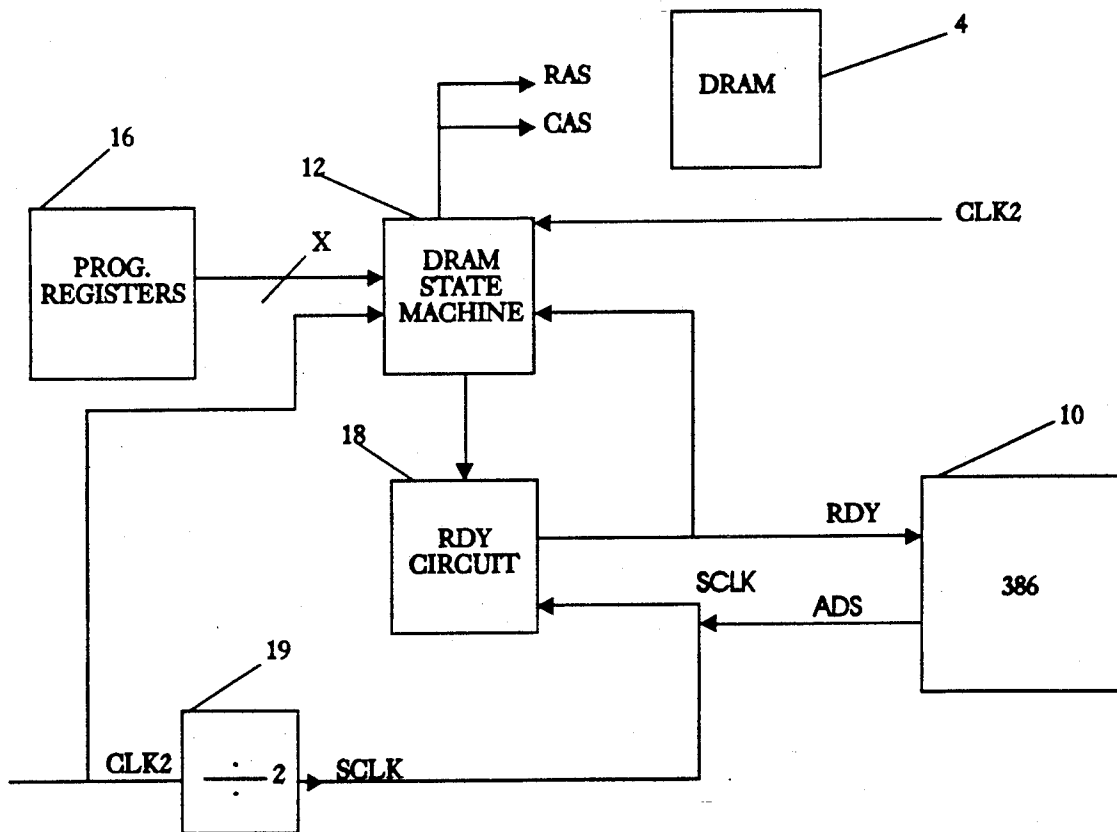 4
RAS
DRAM
CAS
16
12
CLK2
X
PROG.
REGISTERS
DRAM
STATE
MACHINE
18
10
RDY
RDY
CIRCUIT
SCLK
386
ADS
19
CLK2
÷ 2
SCLK